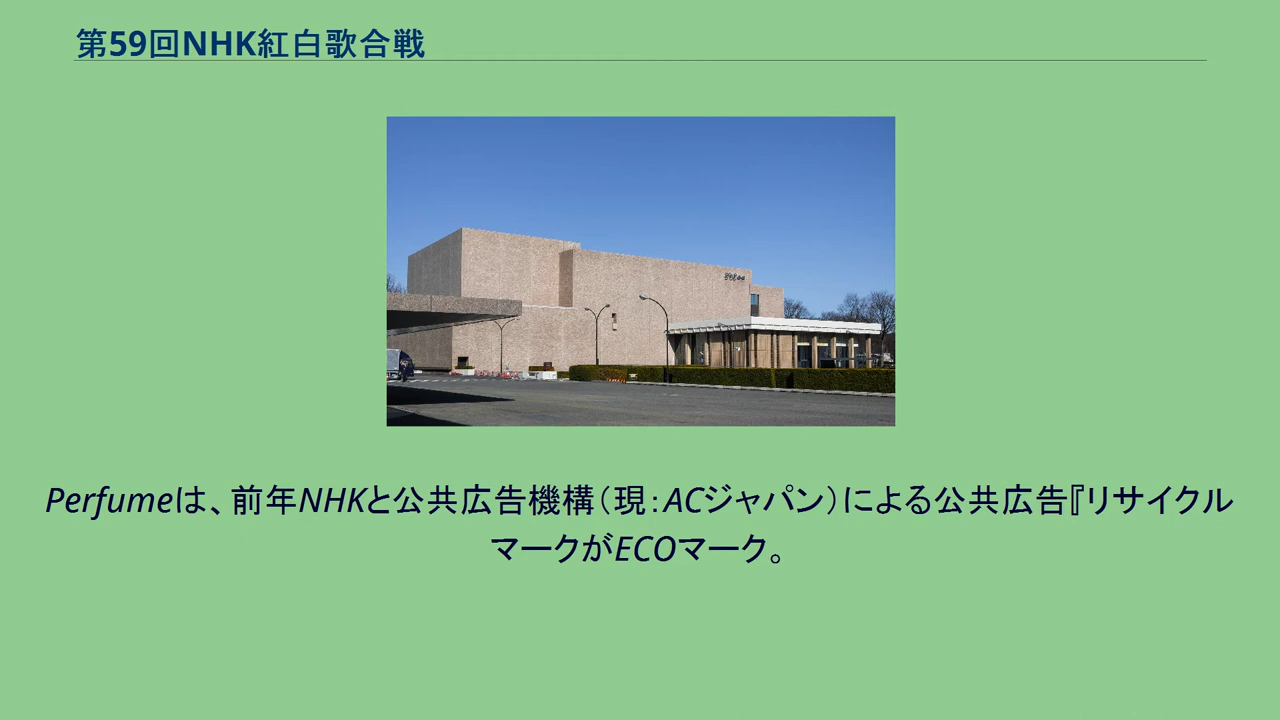 第59回NHK紅白歌合戦
Perfumeは、前年NHKと公共広告機構（現：ACジャパン）による公共広告『リサイクル
マークがECOマーク。